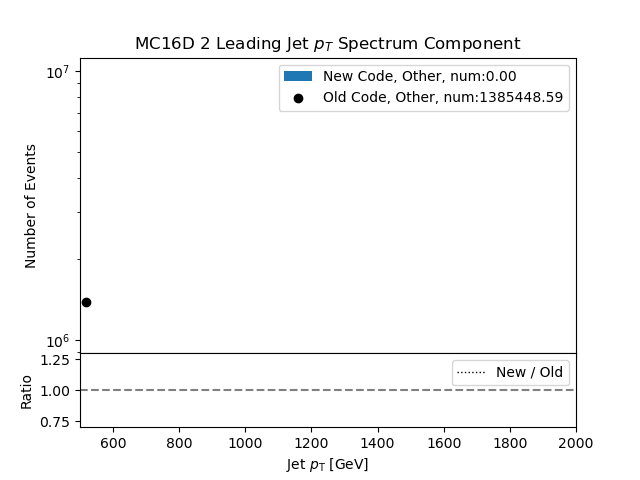 MC16D 2 Leading Jet p_T Spectrum Component
10^7
New Code, Other, num:0.00
Old Code, Other, num:1385448.59
Number of Events
10^6
1.25
New / Old
Ratio
1.00
0.75
600 800 1000 1200 1400 1600 1800 2000
Jet p_T [GeV]